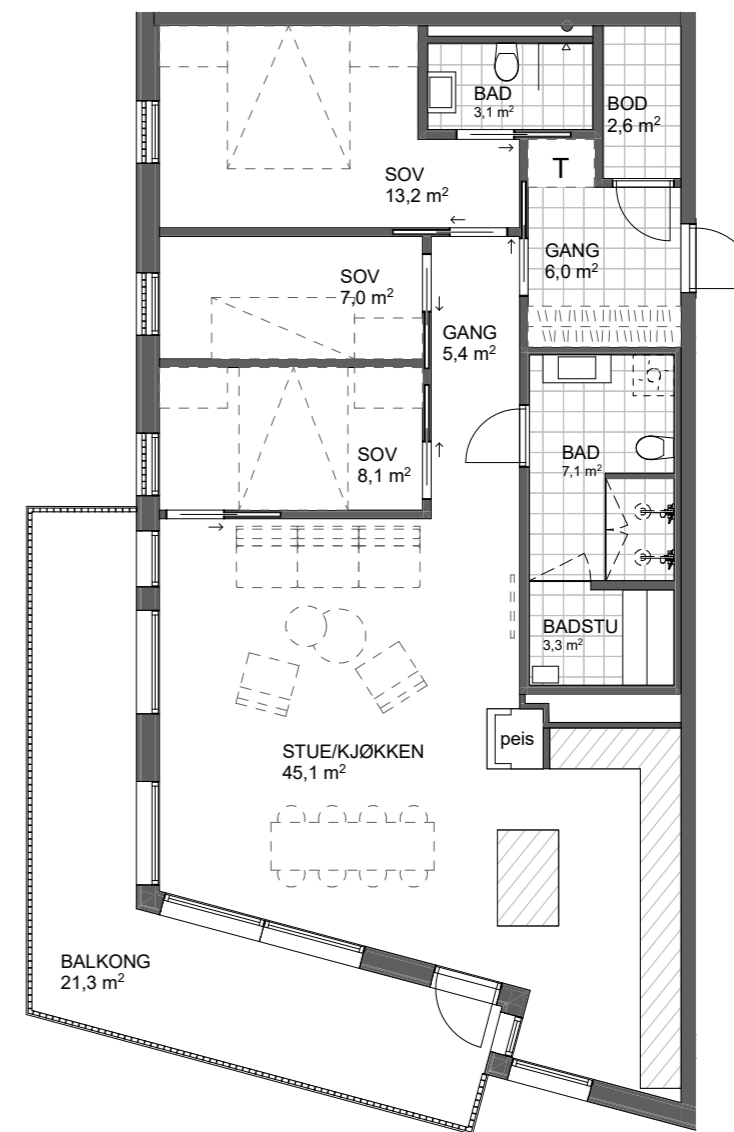 BAD
3,1 m²
BOD
2,6 m²
T
SOV
13,2 m²
GANG
6,0 m²
SOV
7,0 m²
GANG
5,4 m²
SOV
8,1 m²
BAD
7,1 m²
BADSTU
3,3 m²
peis
STUE/KJØKKEN
45,1 m²
BALKONG
21,3 m²